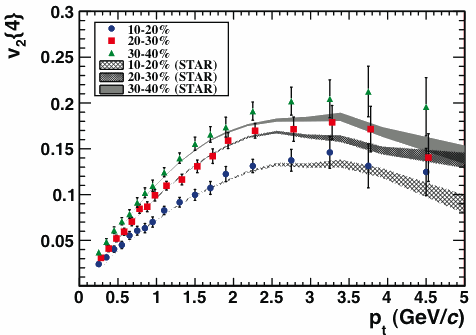 v2{4}
0.3
0.25
0.2
0.15
0.1
0.05
10-20%
20-30%
30-40%
10-20% (STAR)
20-30% (STAR)
30-40% (STAR)
0 0.5 1 1.5 2 2.5 3 3.5 4 4.5 5
pt (GeV/c)